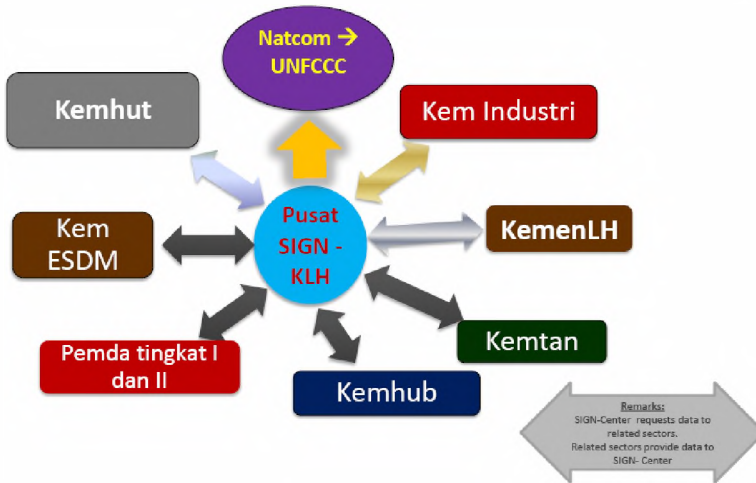 Natcom →
UNFCCC
Kemhut
Kem Industri
Pusat
SIGN -
KLH
Kem
ESDM
KemenLH
Pemda tingkat I
dan II
Kemhub
Kemtan
Remarks:
SIGN-Center requests data to
related sectors.
Related sectors provide data to
SIGN- Center